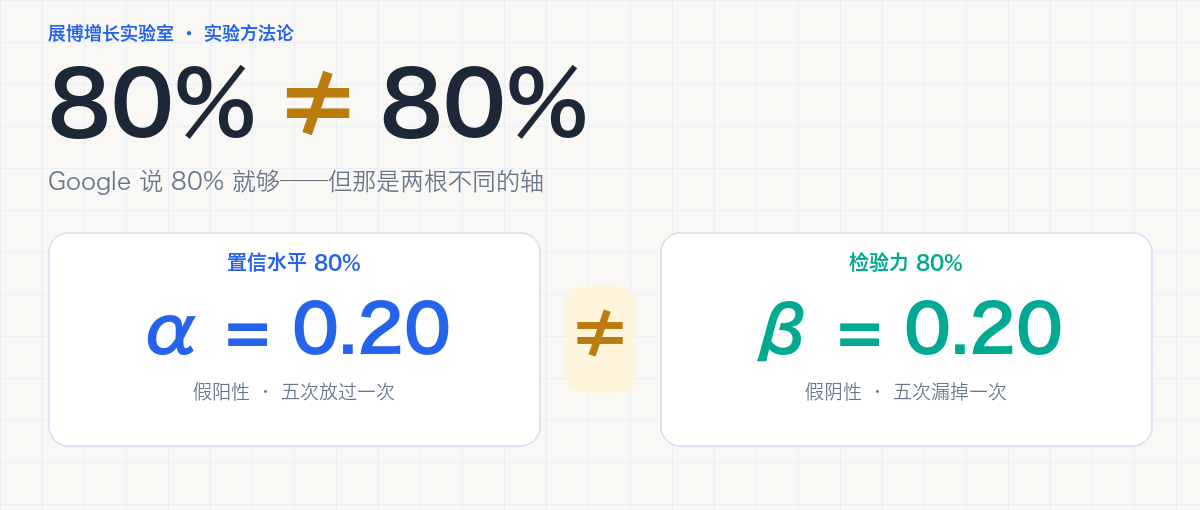 展博增长实验室 · 实验方法论
80% ≠ 80%
Google 说 80% 就够——但那是两根不同的轴
置信水平 80%
α = 0.20
假阳性 · 五次放过一次
≠
检验力 80%
β = 0.20
假阴性 · 五次漏掉一次